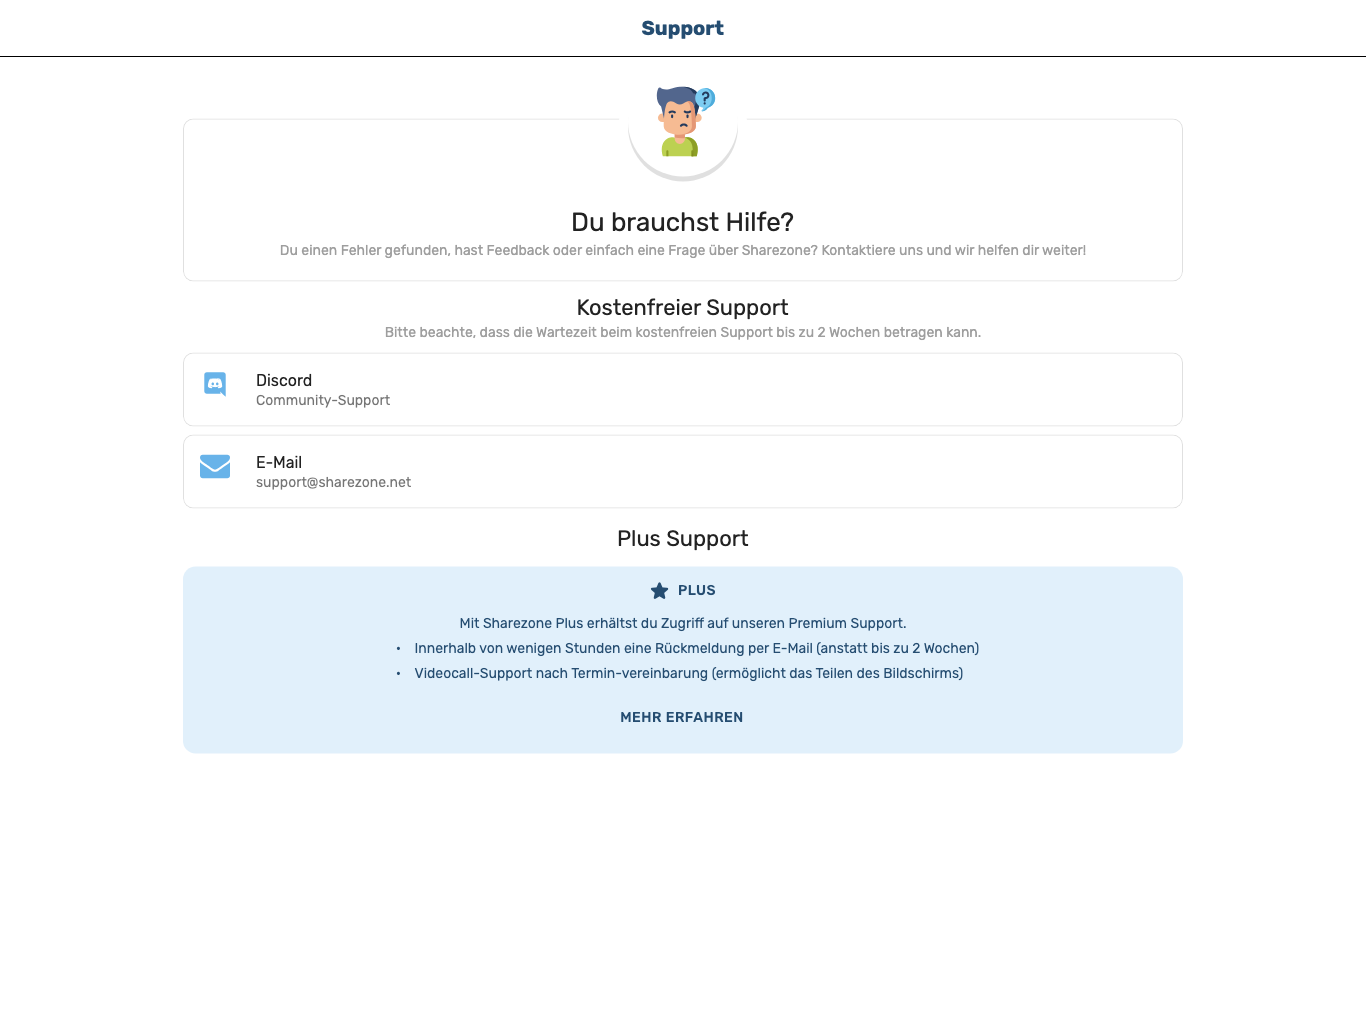 Support
?
Du brauchst Hilfe?
Du einen Fehler gefunden, hast Feedback oder einfach eine Frage über Sharezone? Kontaktiere uns und wir helfen dir weiter!
Kostenfreier Support
Bitte beachte, dass die Wartezeit beim kostenfreien Support bis zu 2 Wochen betragen kann.
Discord
Community-Support
E-Mail
support@sharezone.net
Plus Support
PLUS
Mit Sharezone Plus erhältst du Zugriff auf unseren Premium Support.
• Innerhalb von wenigen Stunden eine Rückmeldung per E-Mail (anstatt bis zu 2 Wochen)
• Videocall-Support nach Termin-vereinbarung (ermöglicht das Teilen des Bildschirms)
MEHR ERFAHREN